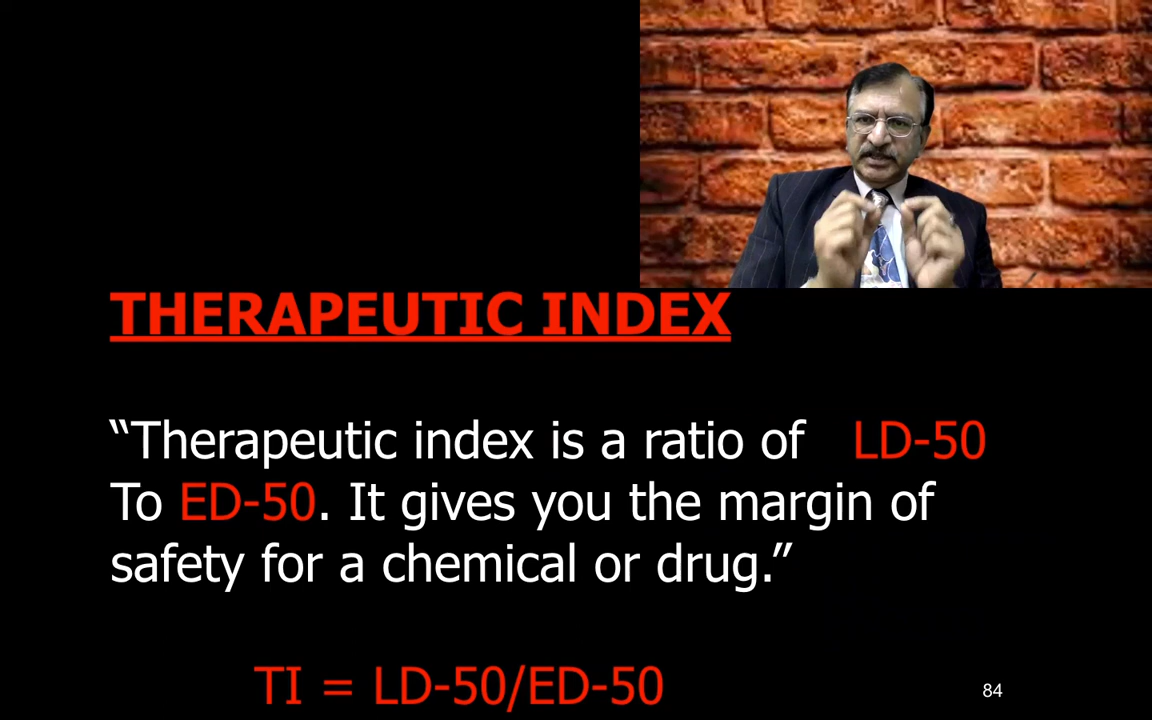 THERAPEUTIC INDEX
“Therapeutic index is a ratio of LD-50
To ED-50. It gives you the margin of
safety for a chemical or drug.”
TI = LD-50/ED-50
84